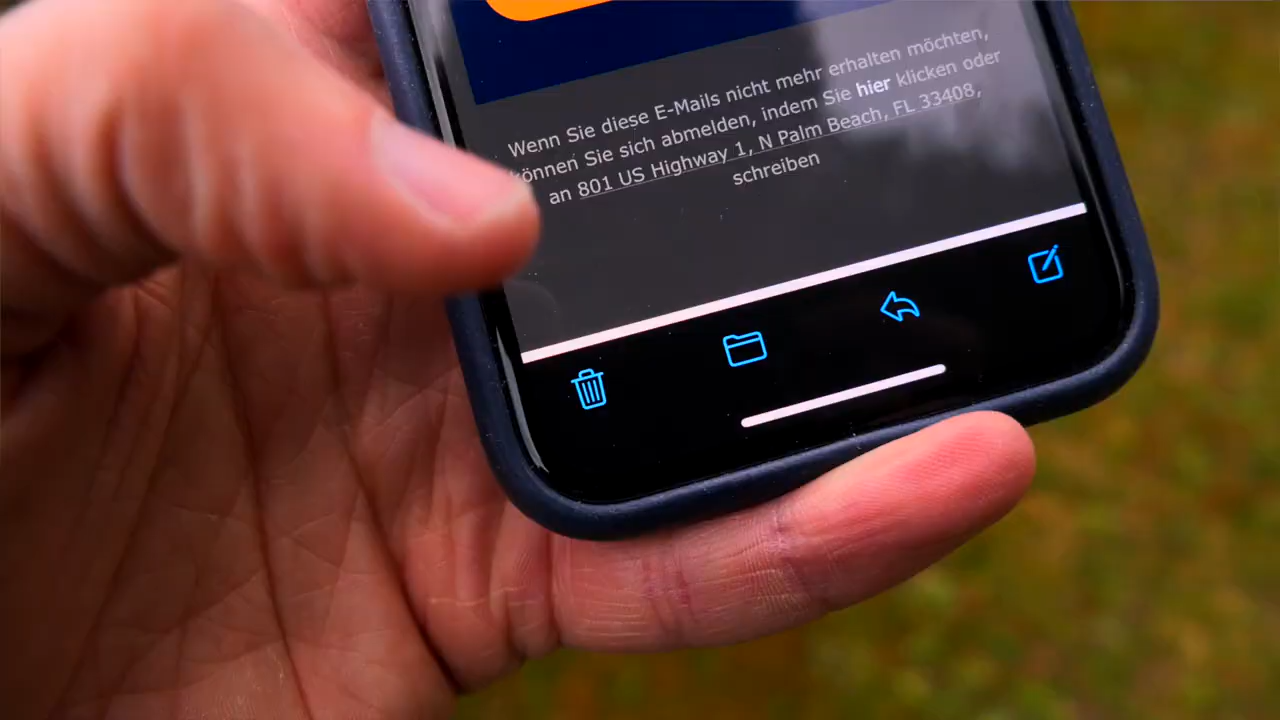 Wenn Sie diese E-Mails nicht mehr erhalten möchten,
können Sie sich abmelden, indem Sie hier klicken oder
an 801 US Highway 1, N Palm Beach, FL 33408,
schreiben